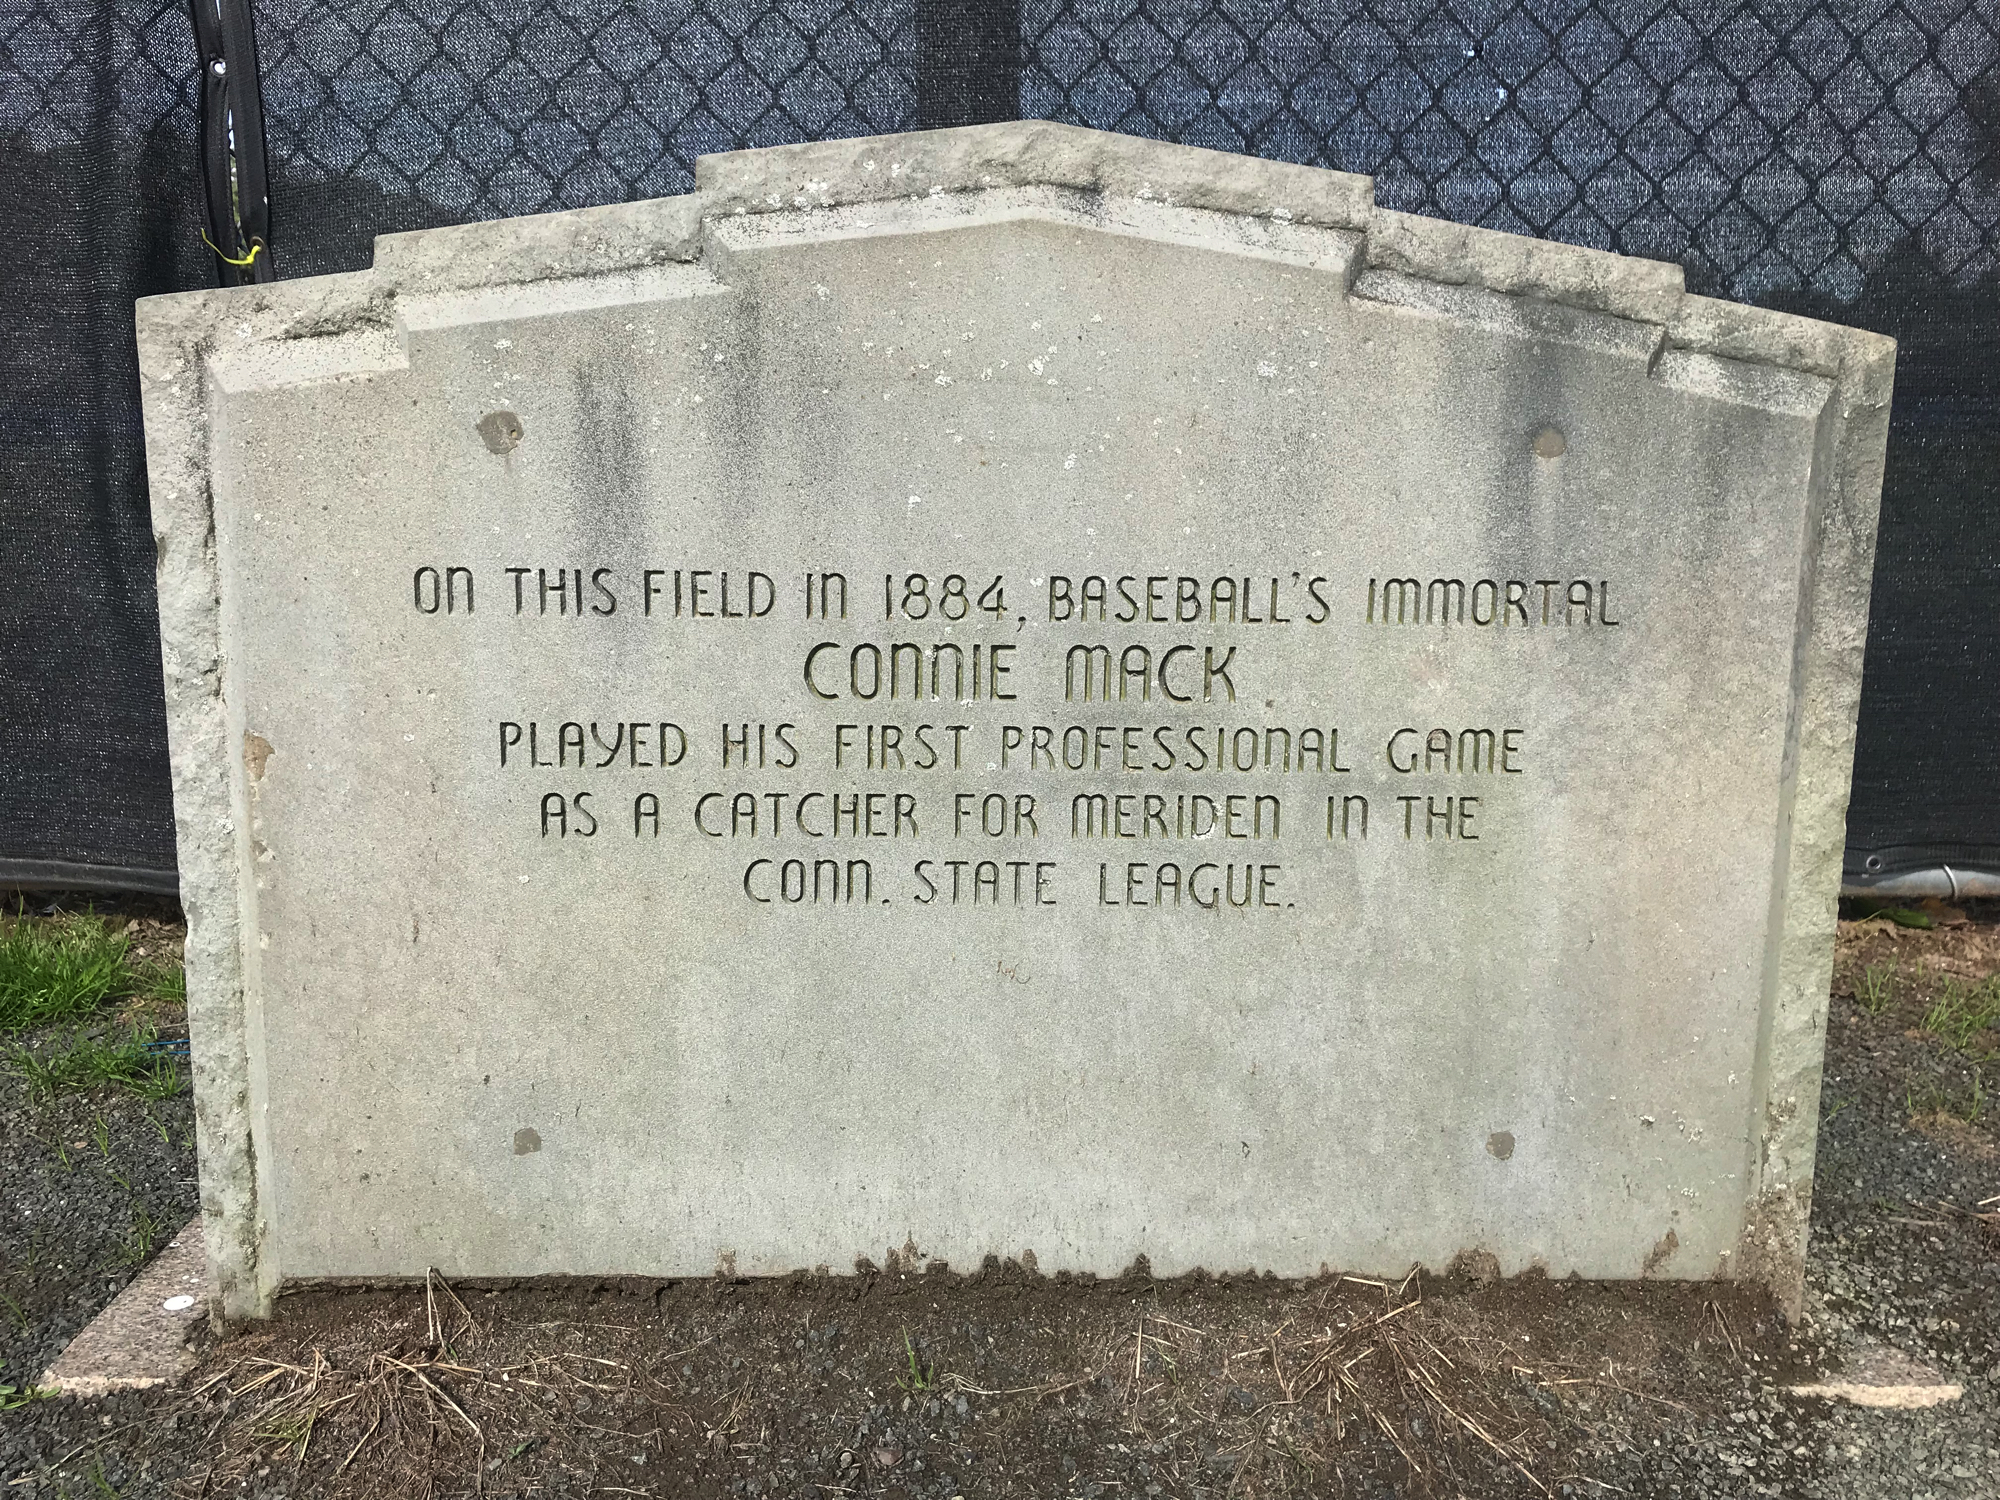 ON THIS FIELD IN 1884, BASEBALL'S IMMORTAL
CONNIE MACK
PLAYED HIS FIRST PROFESSIONAL GAME
AS A CATCHER FOR MERIDEN IN THE
CONN. STATE LEAGUE.